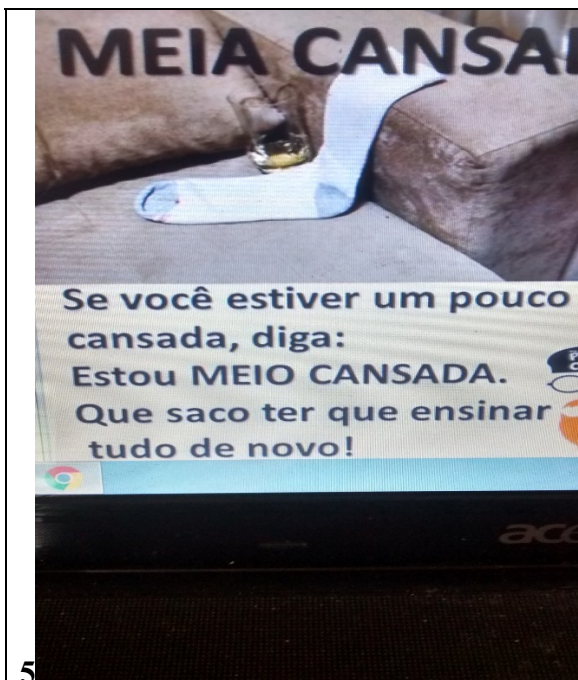 MEIA
Se você estiver um pouco
cansada, diga:
Estou MEIO CANSADA.
Que saco ter que ensinar
tudo de novo!
5